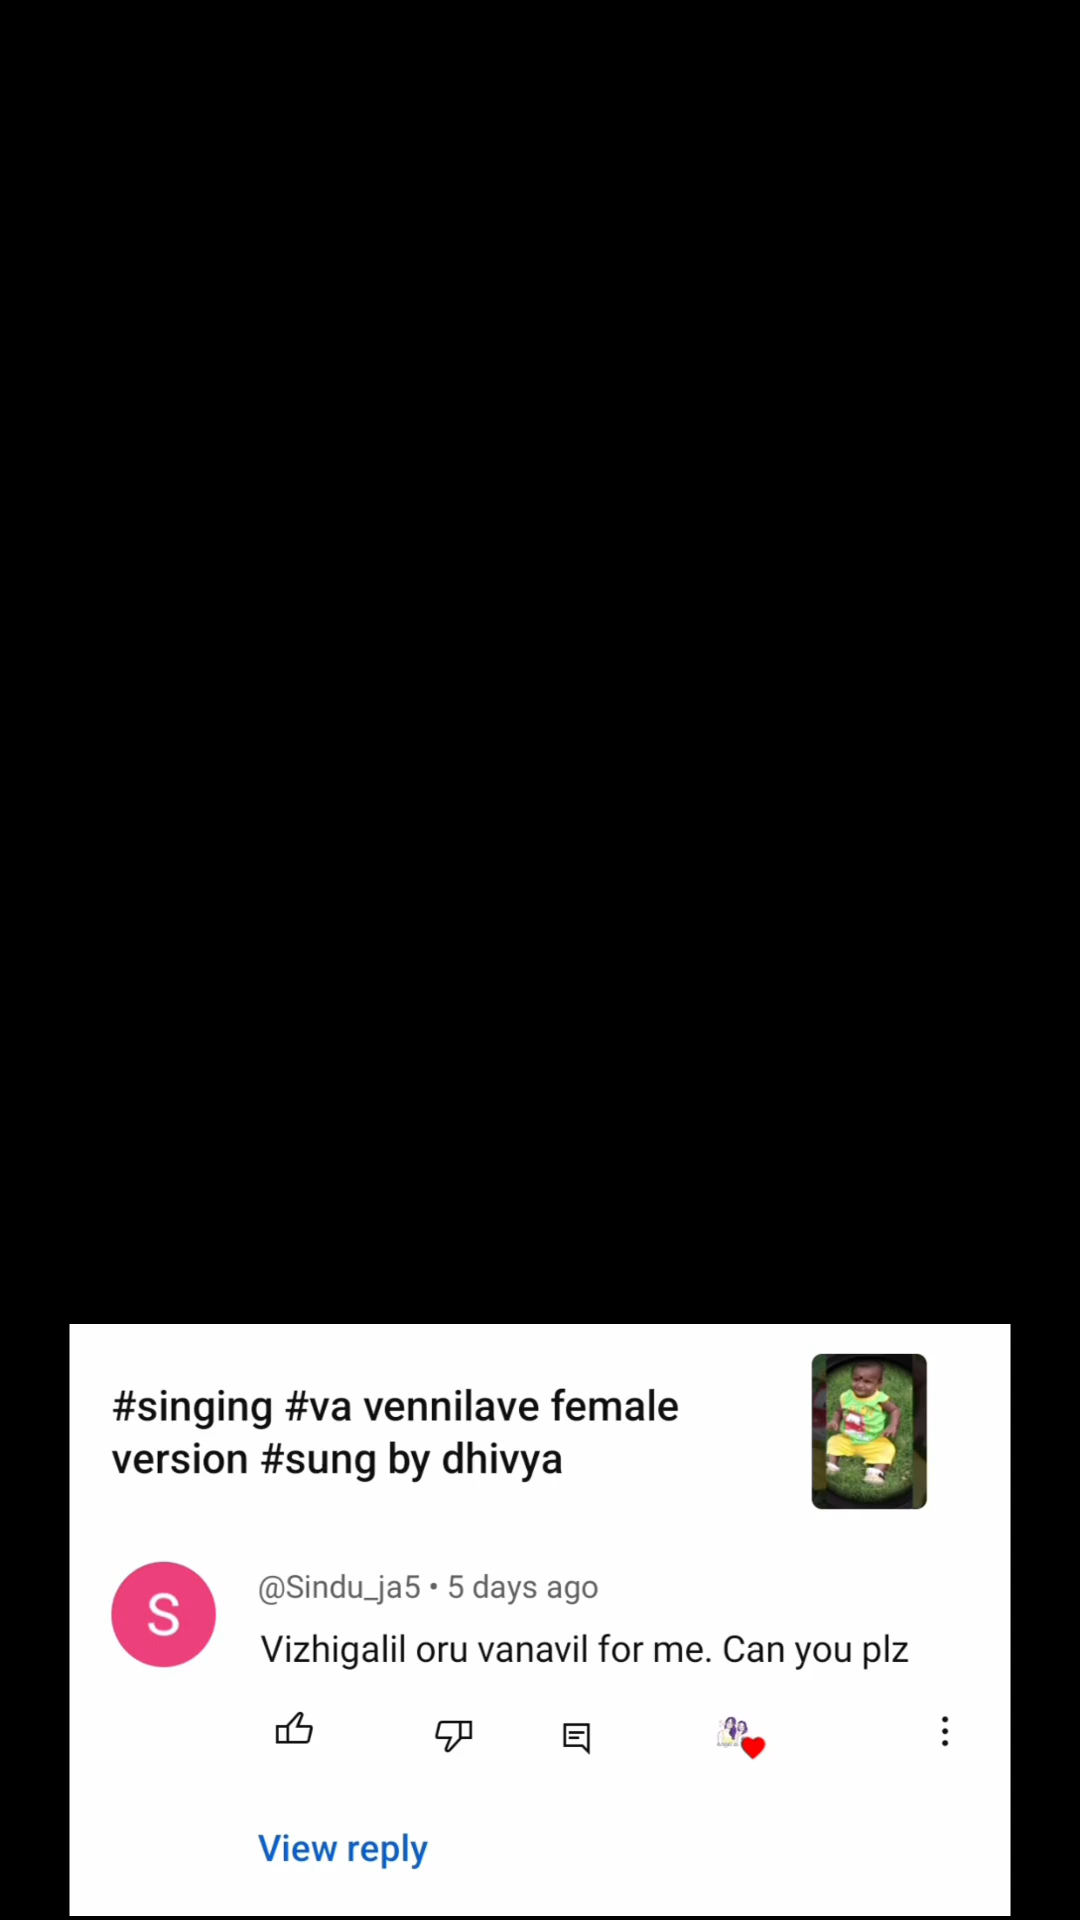 #singing #va vennilave female
version #sung by dhivya
S
@Sindu_ja5 • 5 days ago
Vizhigalil oru vanavil for me. Can you plz
View reply